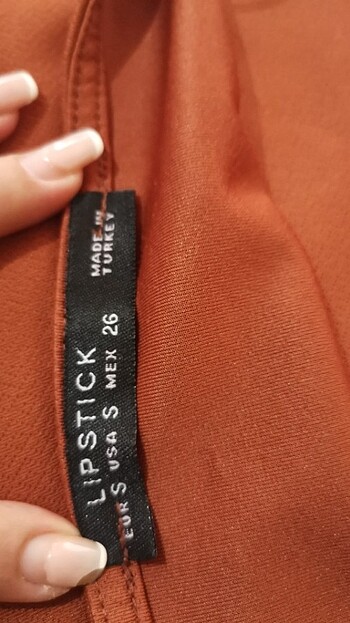 LIPSTICK
EUR S USA S MEX 26
MADE IN
TURKEY